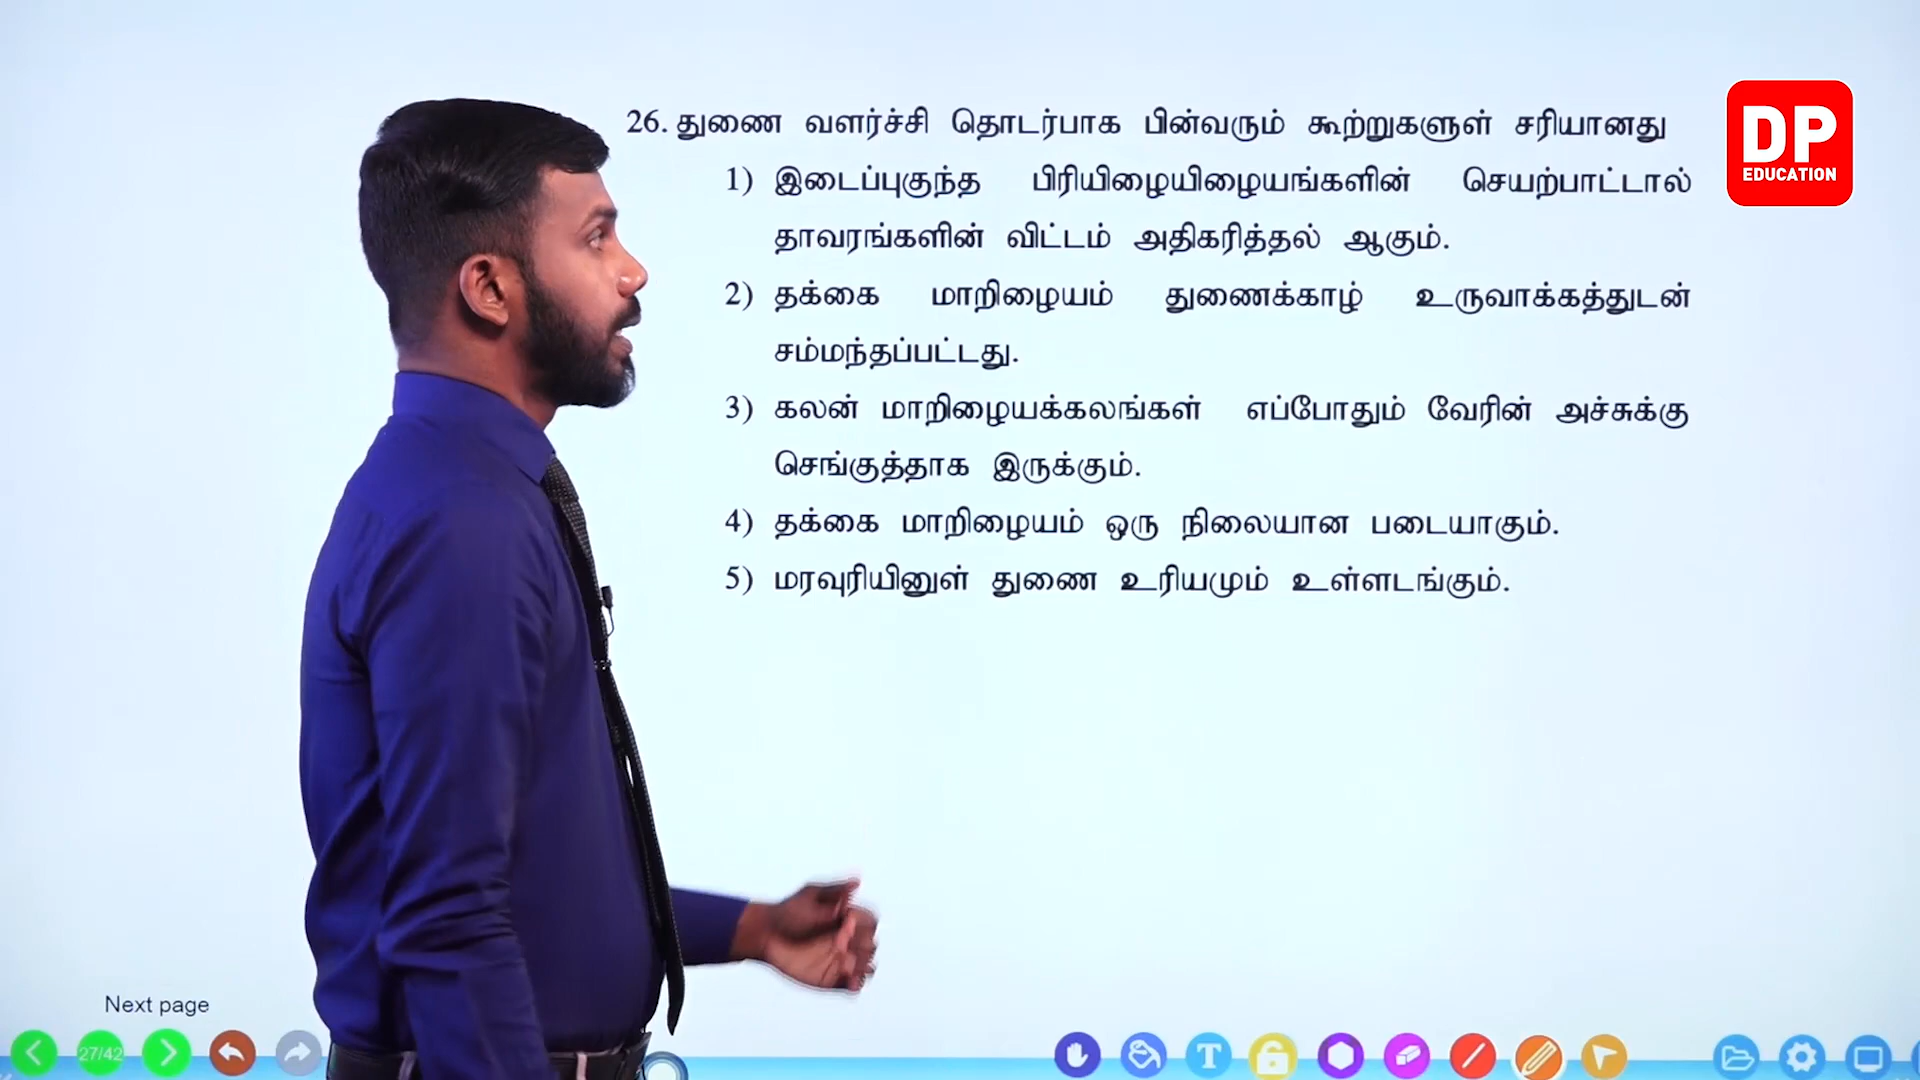 26. துணை வளர்ச்சி தொடர்பாக பின்வரும் கூற்றுகளுள் சரியானது
1) இடைப்புகுந்த பிரியிழையிழையங்களின் செயற்பாட்டால்
தாவரங்களின் விட்டம் அதிகரித்தல் ஆகும்.
2) தக்கை மாறிழையம் துணைக்காழ் உருவாக்கத்துடன்
சம்மந்தப்பட்டது.
3) கலன் மாறிழையக்கலங்கள் எப்போதும் வேரின் அச்சுக்கு
செங்குத்தாக இருக்கும்.
4) தக்கை மாறிழையம் ஒரு நிலையான படையாகும்.
5) மரவுரியினுள் துணை உரியமும் உள்ளடங்கும்.
DP
EDUCATION
Next page
27/42
T